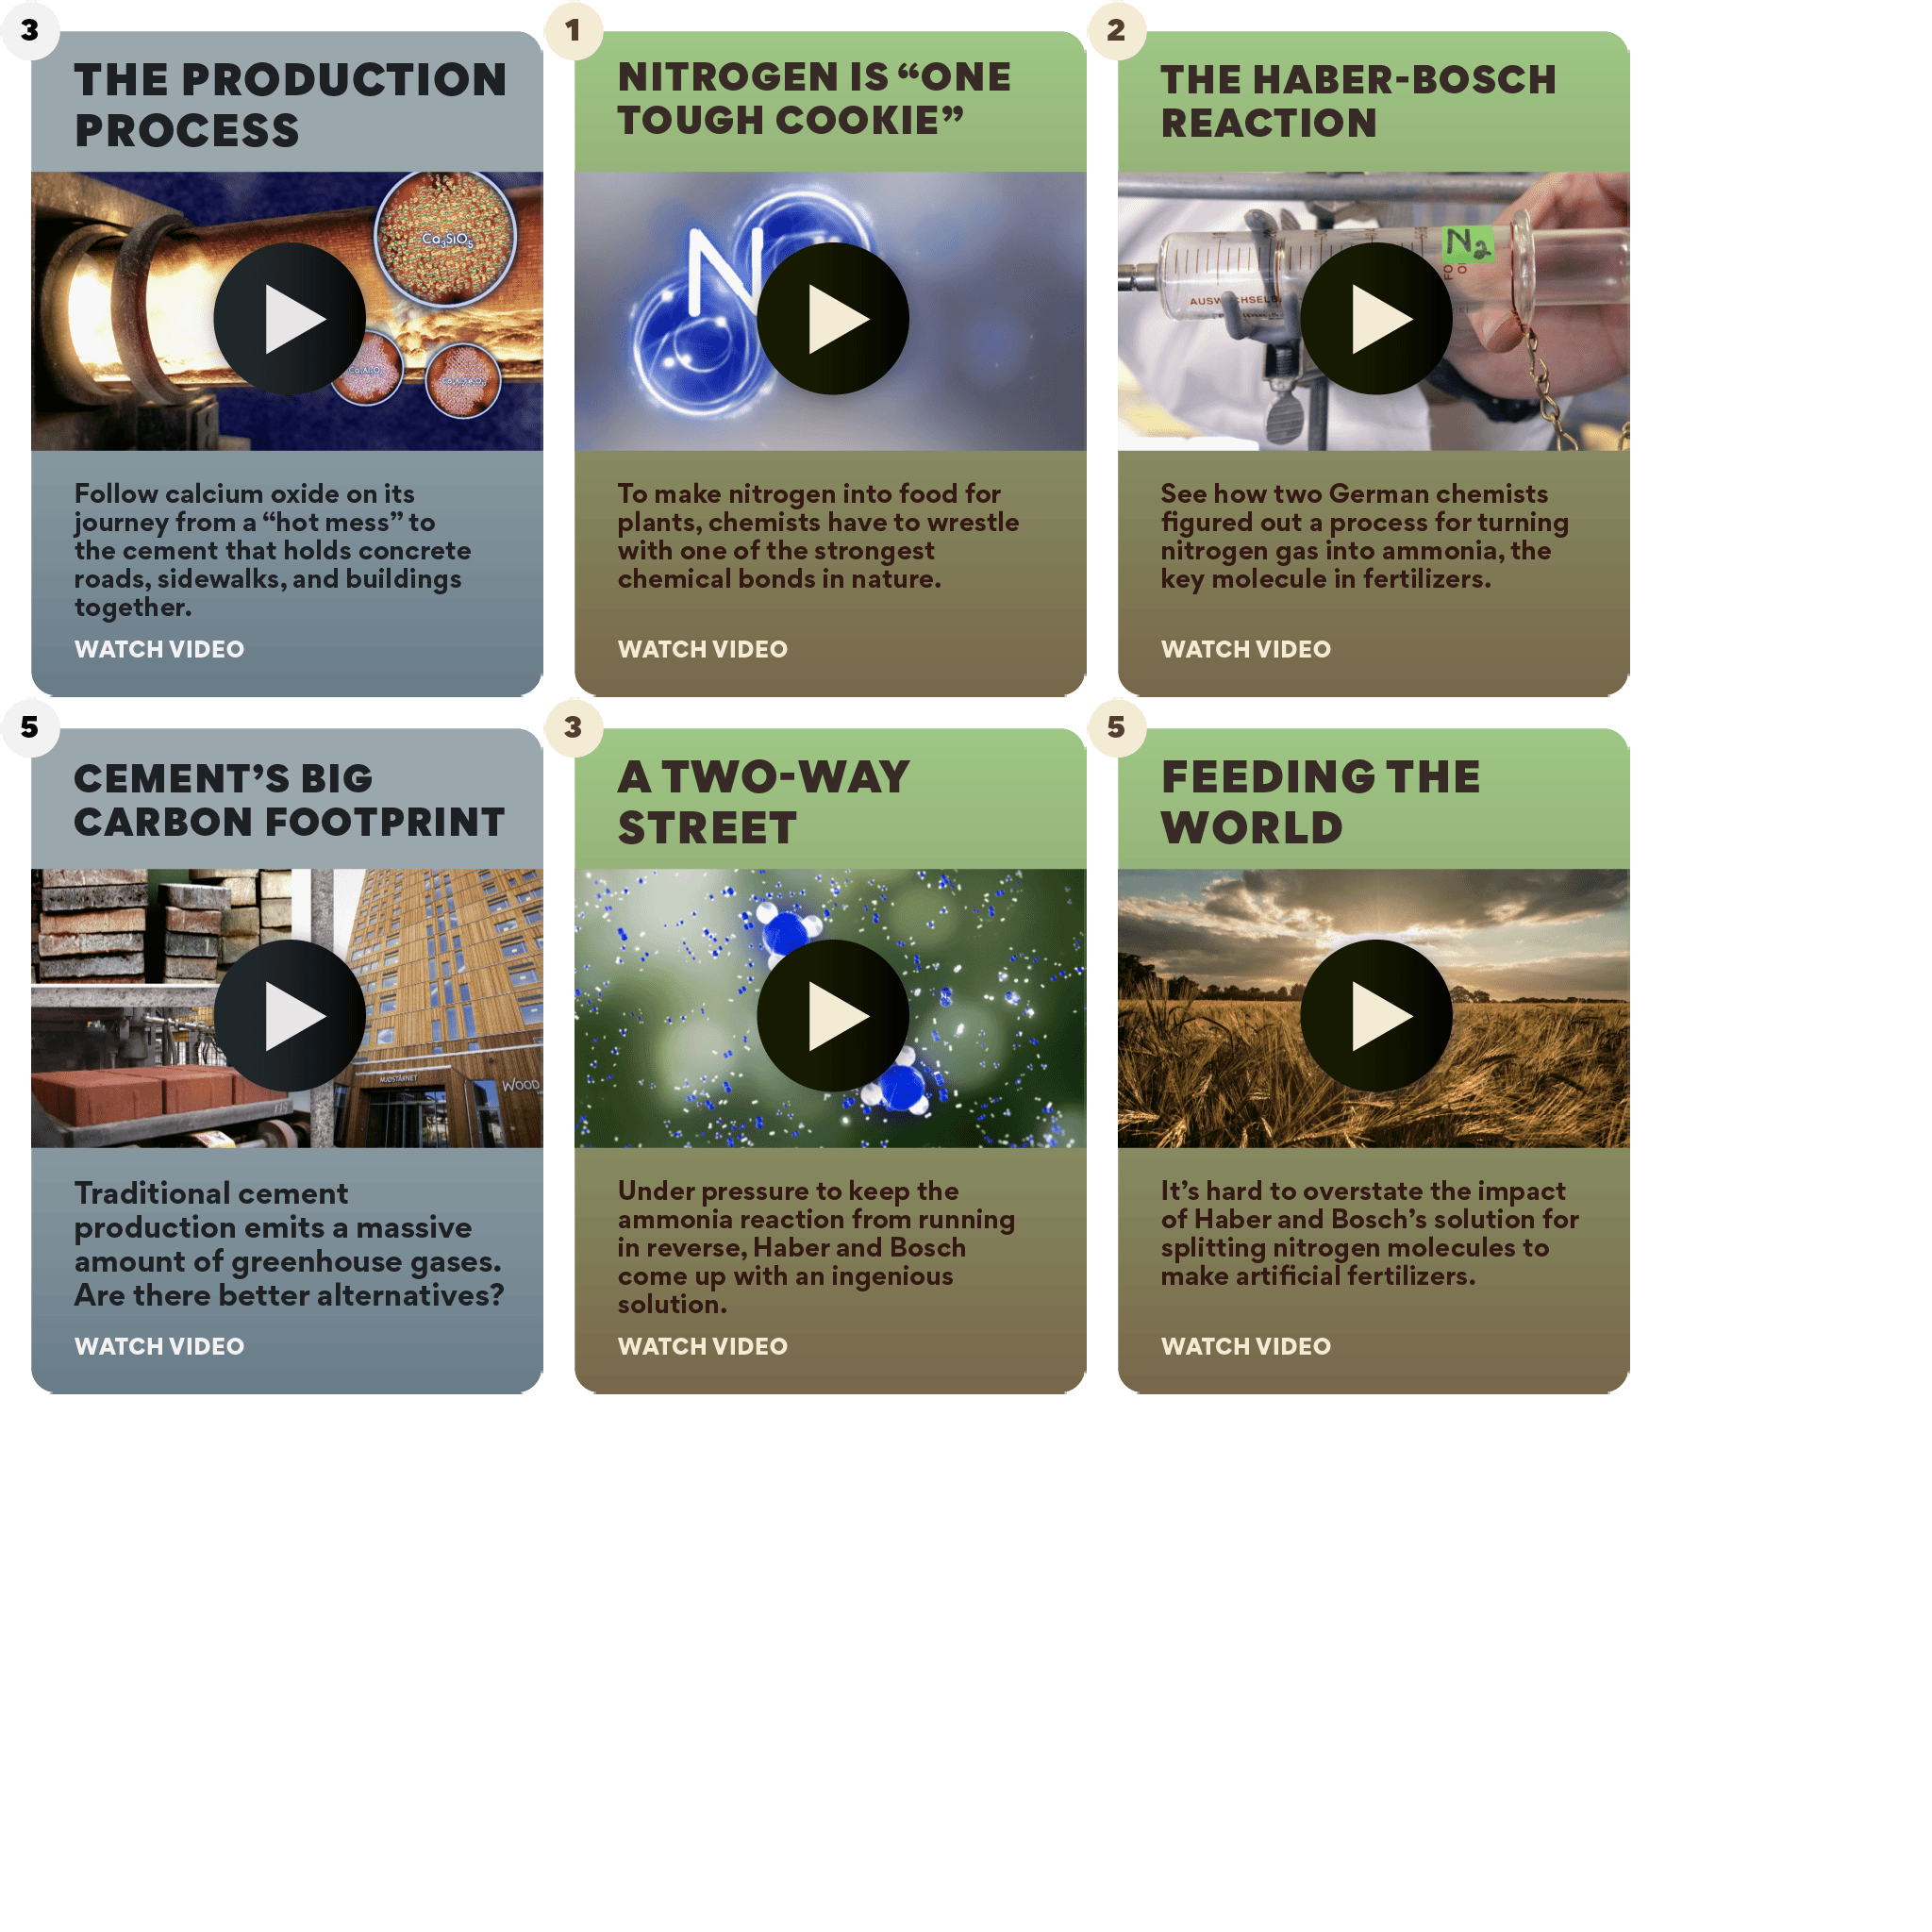 3
THE PRODUCTION
PROCESS
Ca₃SiO₅
Follow calcium oxide on its
journey from a “hot mess” to
the cement that holds concrete
roads, sidewalks, and buildings
together.
WATCH VIDEO
1
NITROGEN IS “ONE
TOUGH COOKIE”
N
To make nitrogen into food for
plants, chemists have to wrestle
with one of the strongest
chemical bonds in nature.
WATCH VIDEO
2
THE HABER-BOSCH
REACTION
N₂
See how two German chemists
figured out a process for turning
nitrogen gas into ammonia, the
key molecule in fertilizers.
WATCH VIDEO
5
CEMENT’S BIG
CARBON FOOTPRINT
MJØSTÅRNET
WOOD
Traditional cement
production emits a massive
amount of greenhouse gases.
Are there better alternatives?
WATCH VIDEO
3
A TWO-WAY
STREET
Under pressure to keep the
ammonia reaction from running
in reverse, Haber and Bosch
come up with an ingenious
solution.
WATCH VIDEO
5
FEEDING THE
WORLD
It’s hard to overstate the impact
of Haber and Bosch’s solution for
splitting nitrogen molecules to
make artificial fertilizers.
WATCH VIDEO